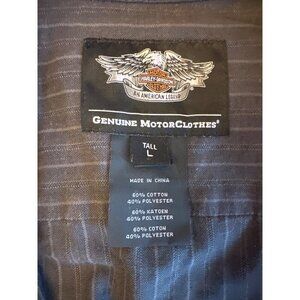 HARLEY-DAVIDSON
AN AMERICAN LEGEND
GENUINE MOTORCLOTHES®
TALL
L
MADE IN CHINA
60% COTTON
40% POLYESTER
60% KATOEN
40% POLYESTER
60% COTON
40% POLYESTER